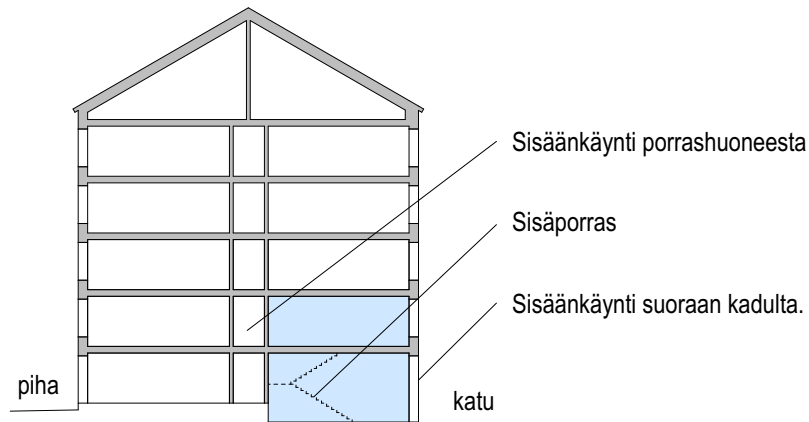 Sisäänkäynti porrashuoneesta
Sisäporras
Sisäänkäynti suoraan kadulta.
piha
katu